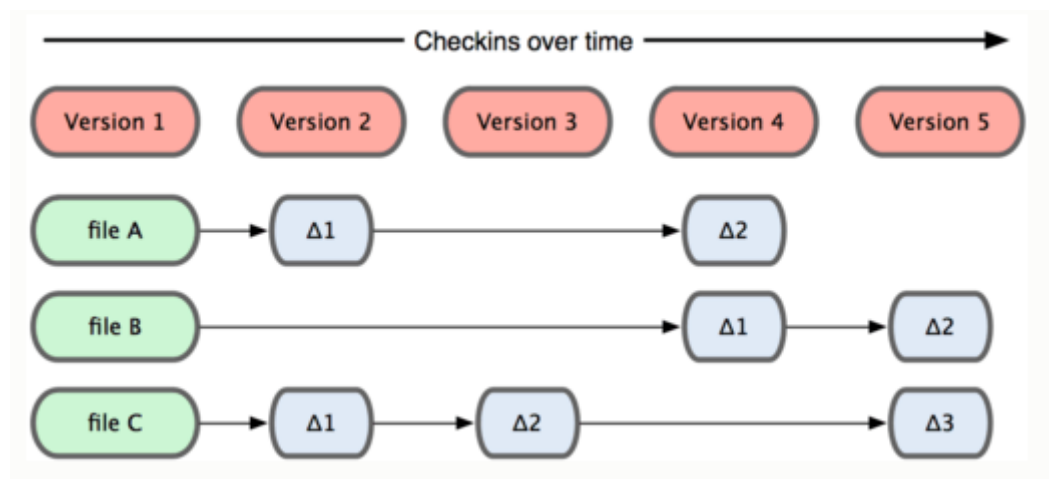 Checkins over time
Version 1 Version 2 Version 3 Version 4 Version 5
file A Δ1 Δ2
file B Δ1 Δ2
file C Δ1 Δ2 Δ3